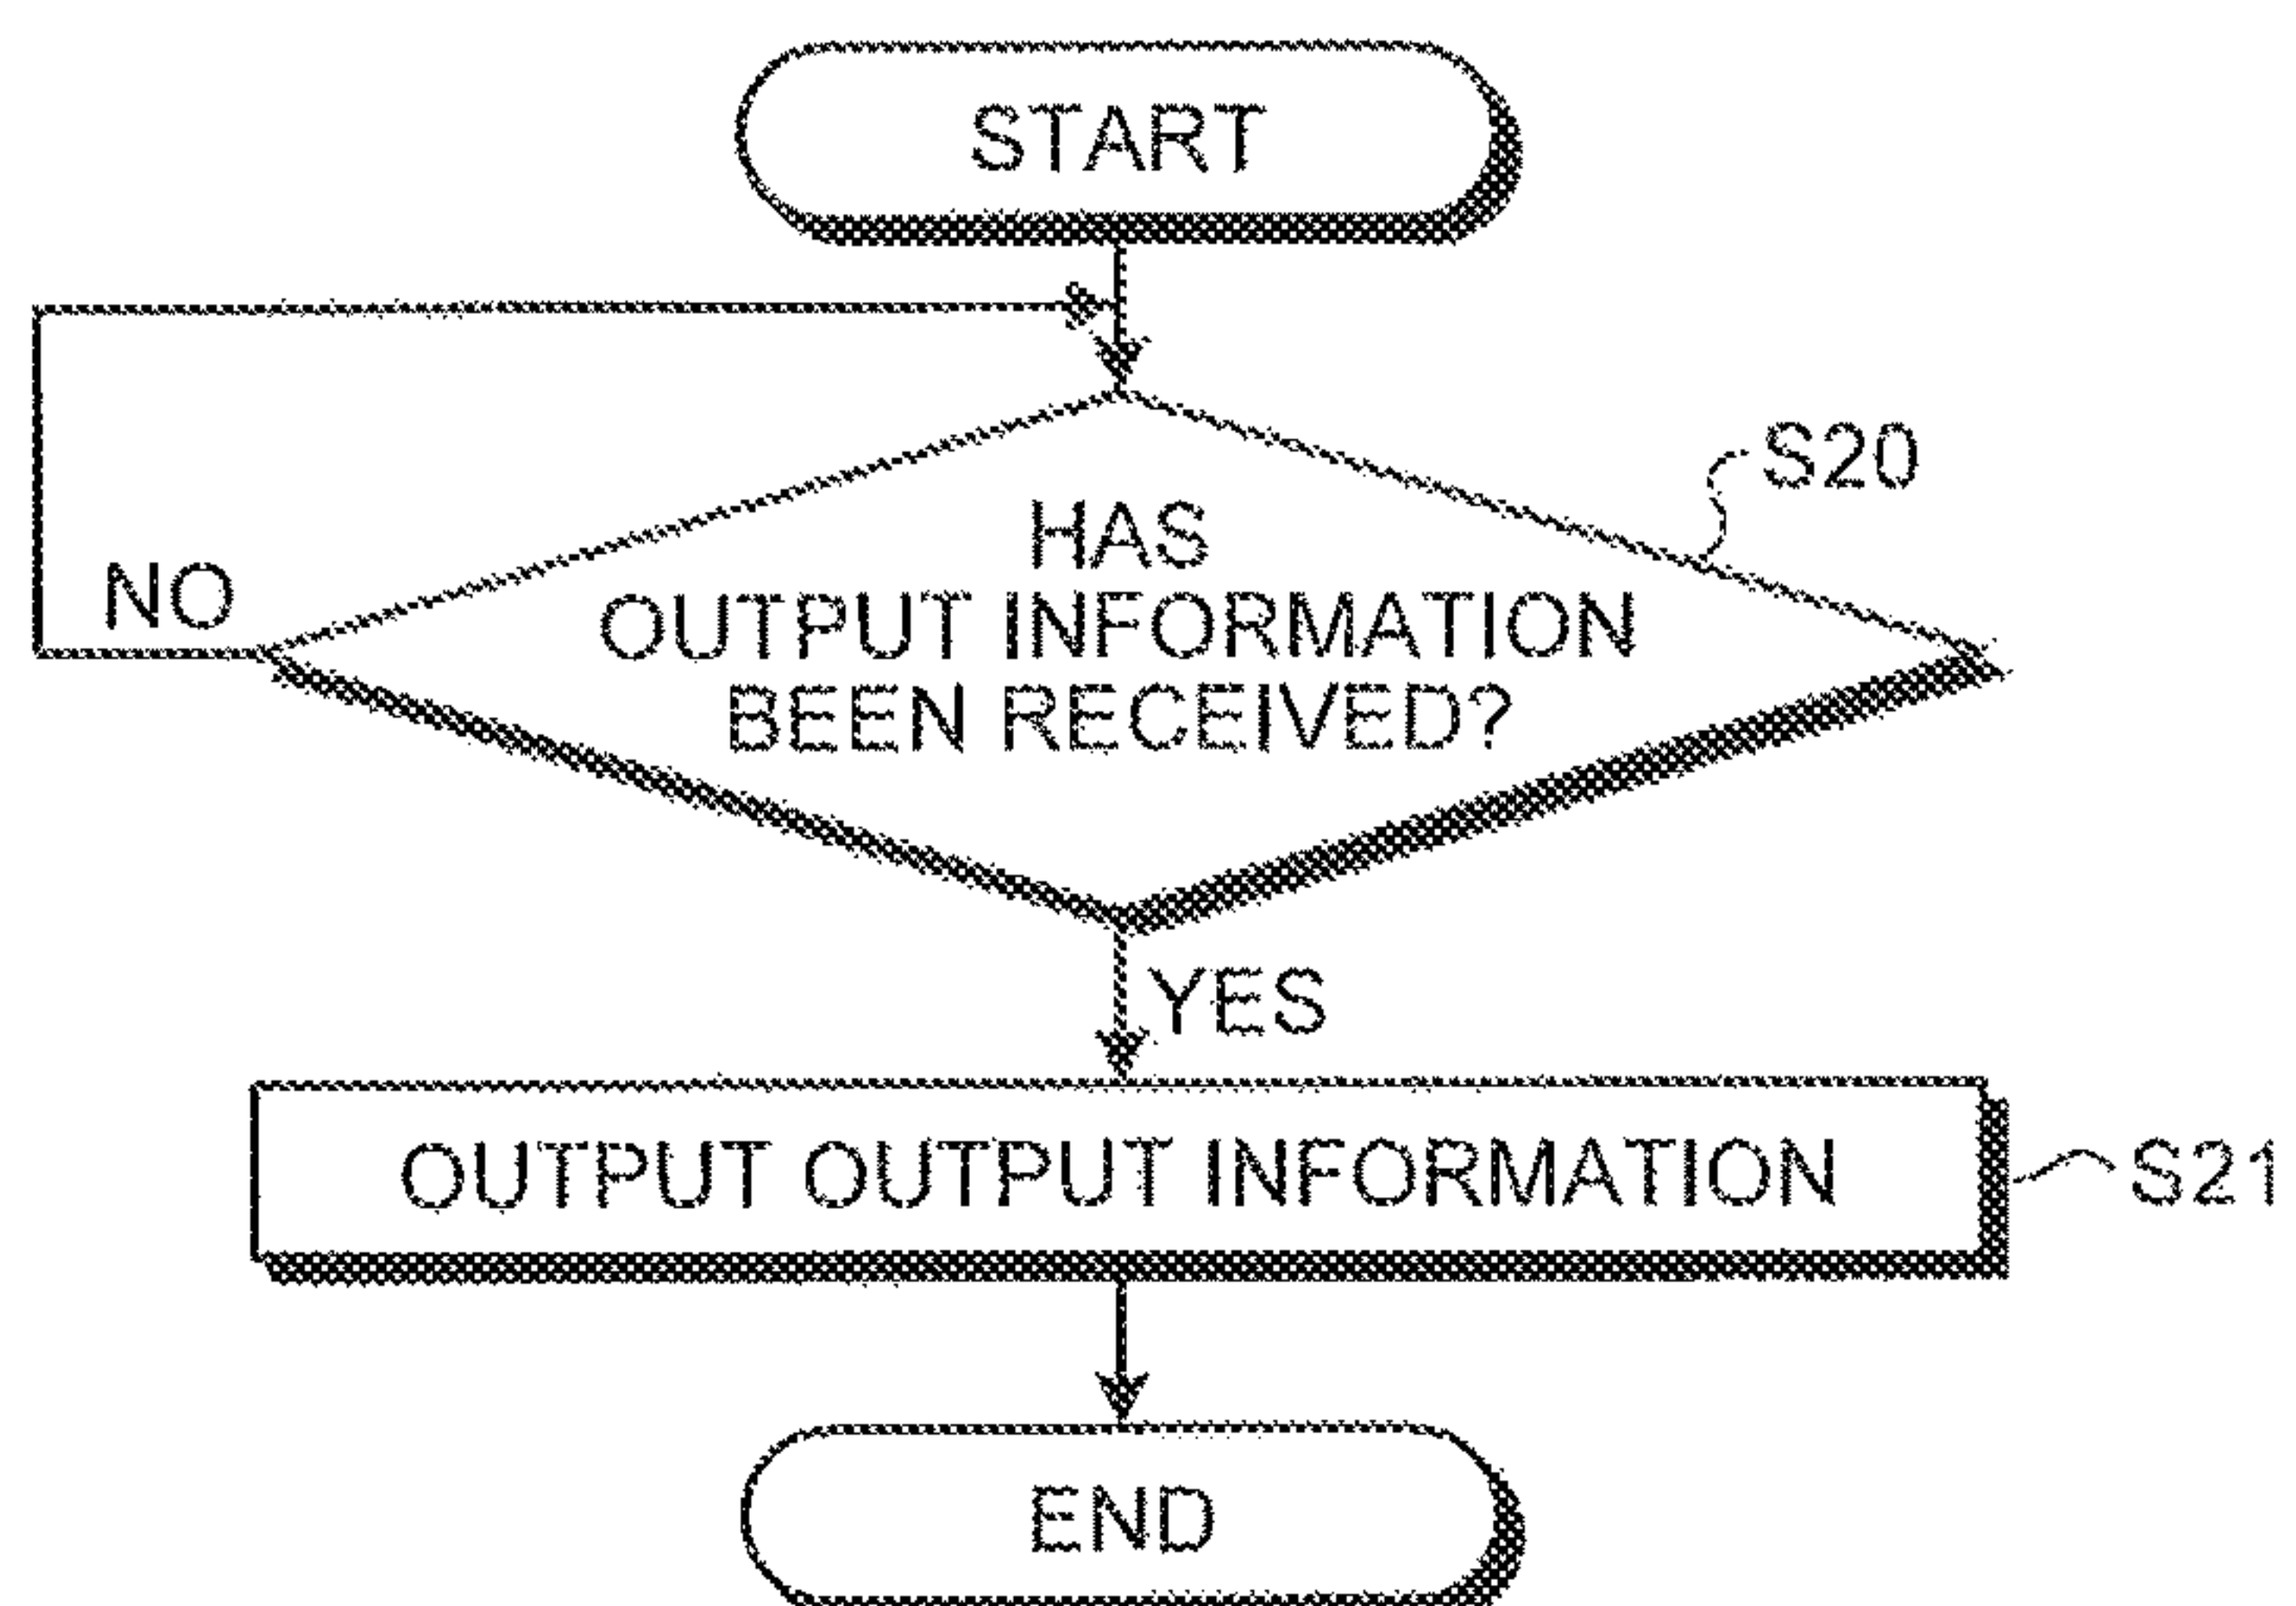 START
S20
HAS
OUTPUT INFORMATION
BEEN RECEIVED?
NO
YES
OUTPUT OUTPUT INFORMATION
S21
END